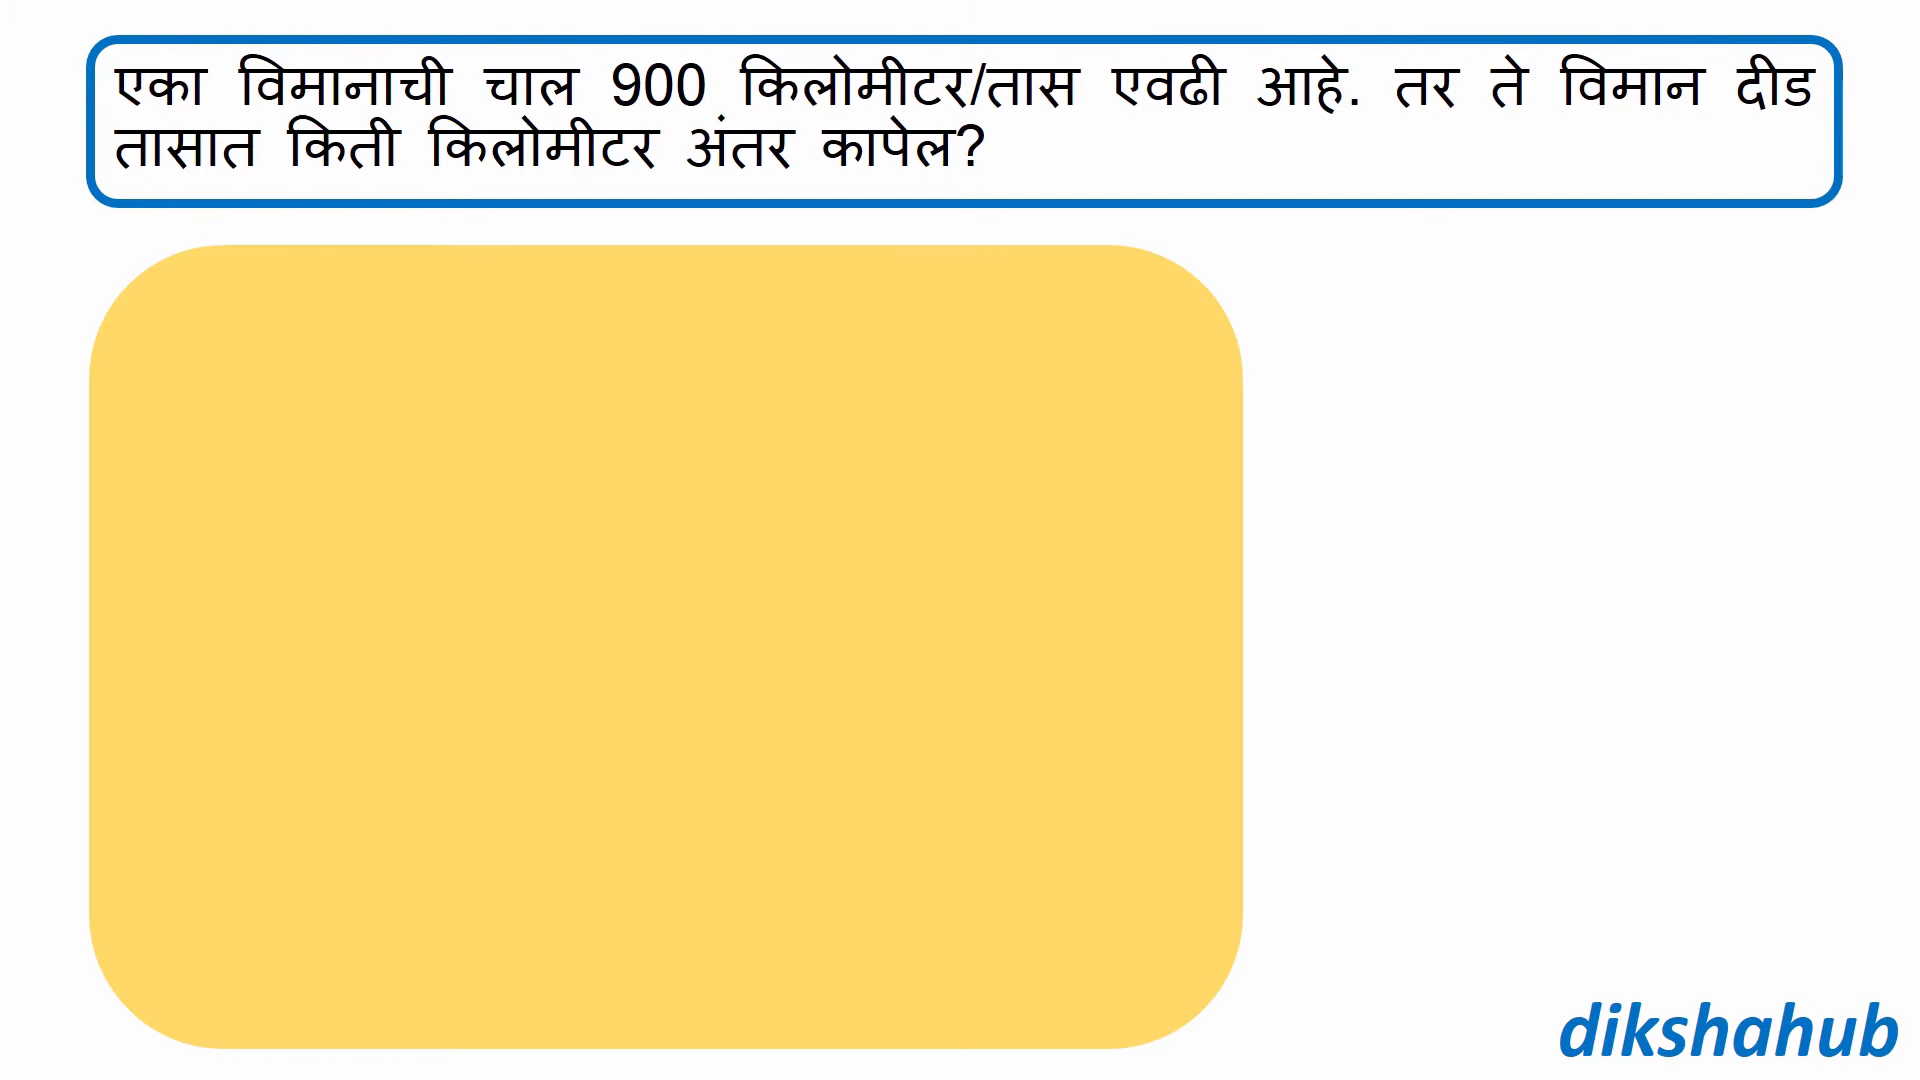 एका विमानाची चाल 900 किलोमीटर/तास एवढी आहे. तर ते विमान दीड
तासात किती किलोमीटर अंतर कापेल?
dikshahub